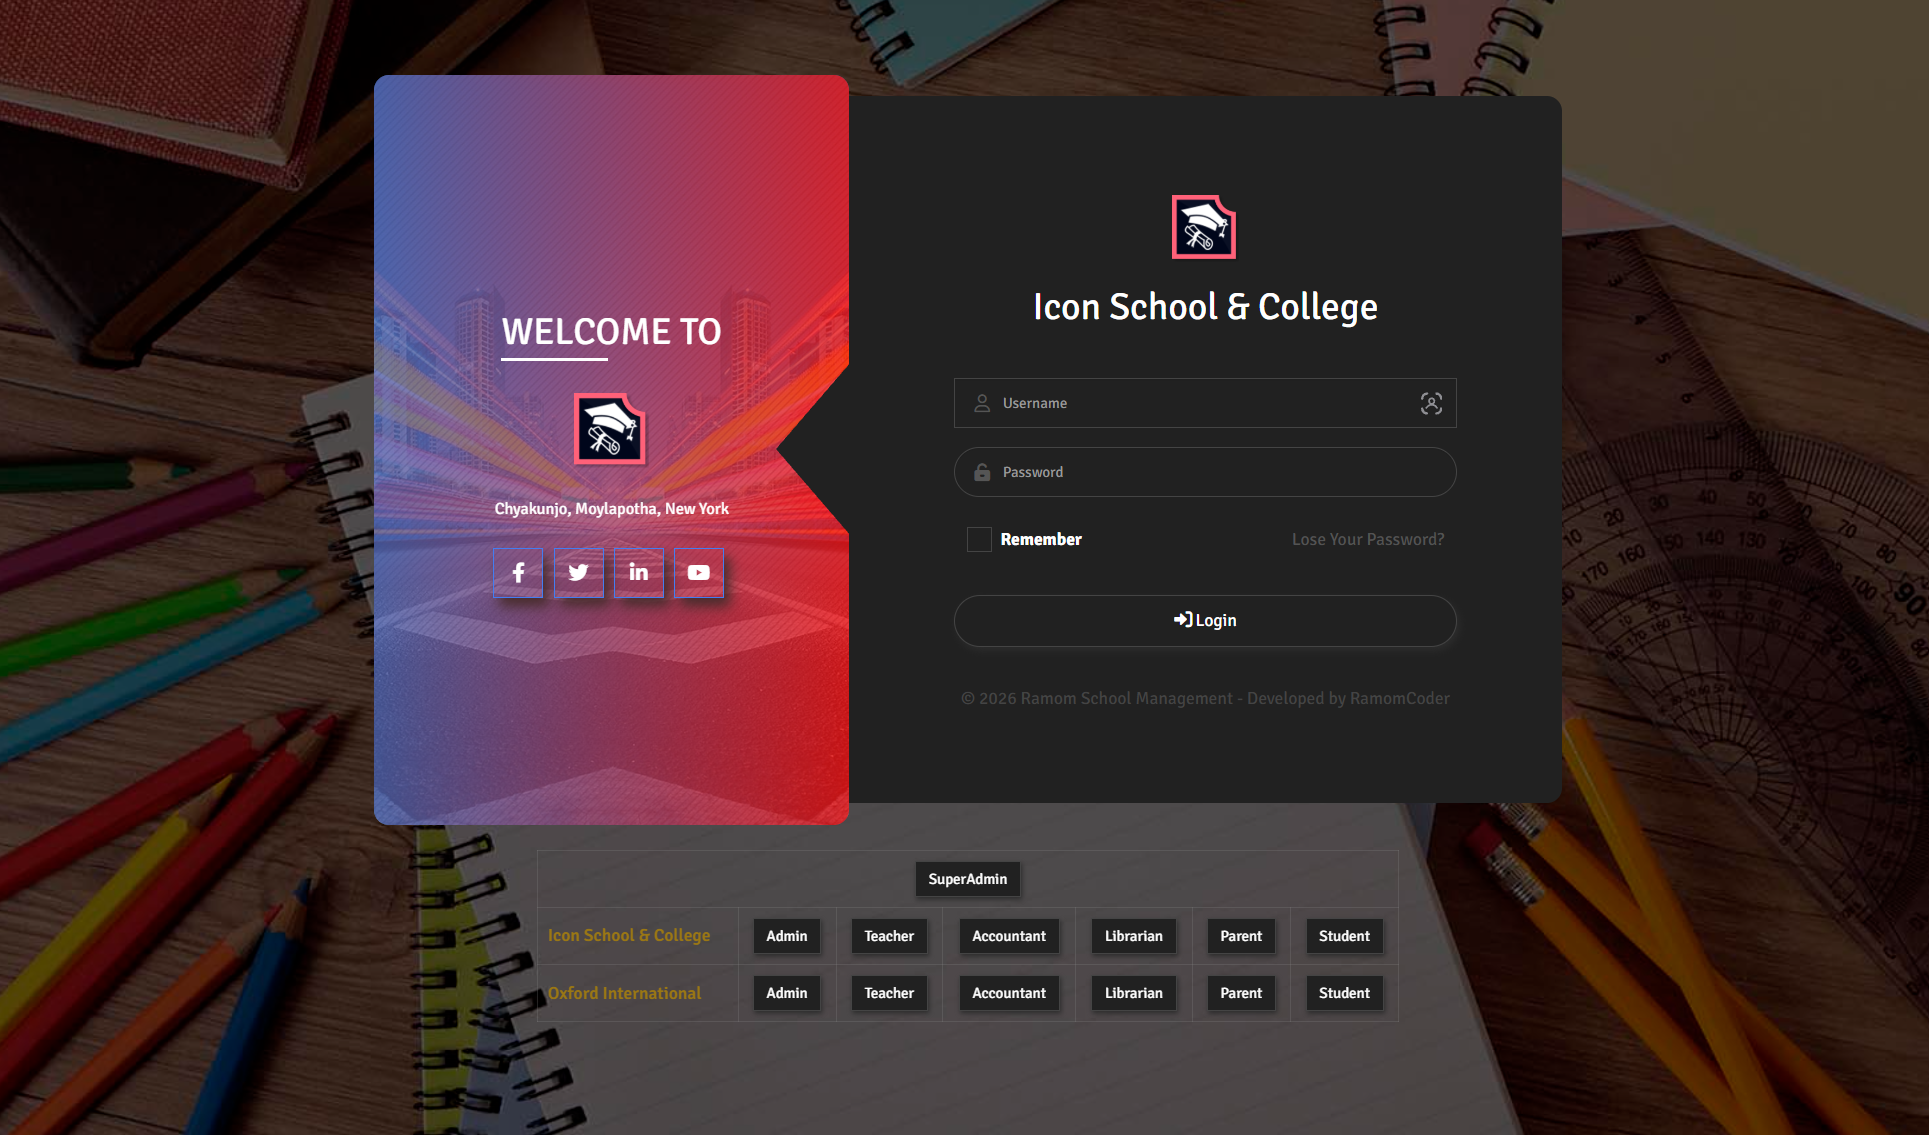 WELCOME TO
Chyakunjo, Moylapotha, New York
Icon School & College
Username
Password
Remember
Lose Your Password?
Login
© 2026 Ramom School Management - Developed by RamomCoder
SuperAdmin
Icon School & College Admin Teacher Accountant Librarian Parent Student
Oxford International Admin Teacher Accountant Librarian Parent Student